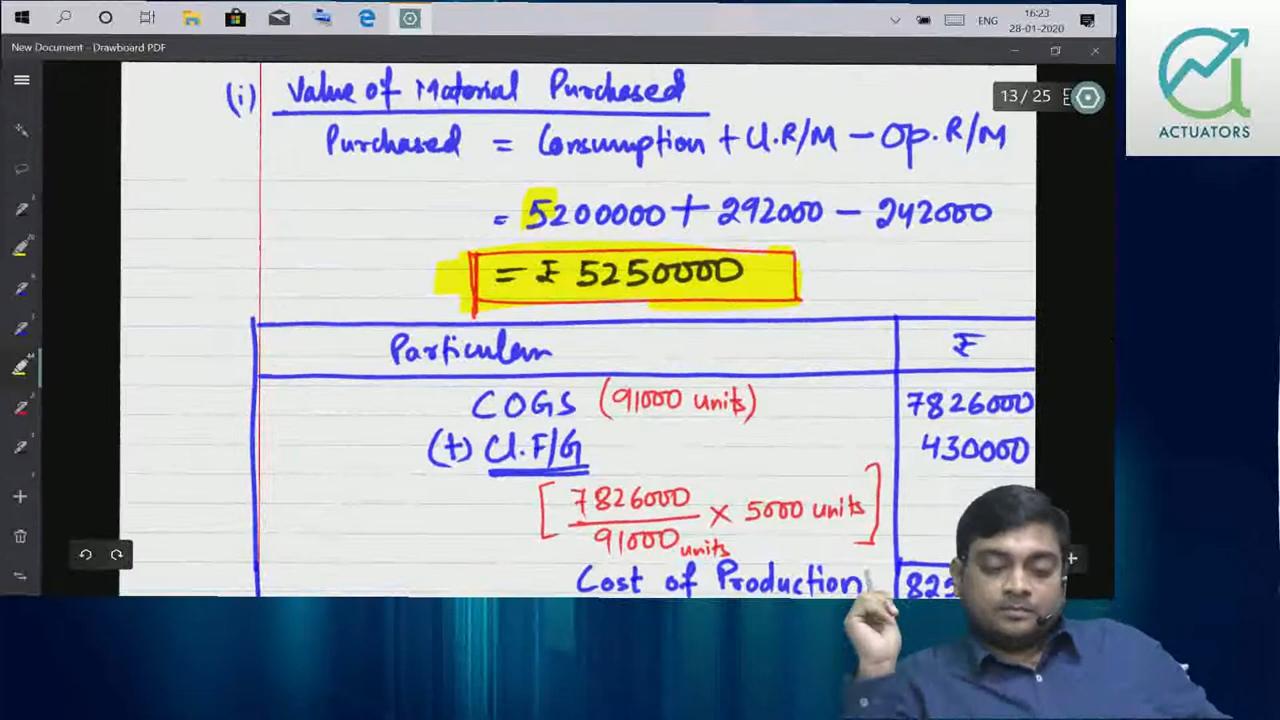 16:23
ENG
28-01-2020
New Document - Drawboard PDF
ACTUATORS
13 / 25
(i) Value of Material Purchased
Purchased = Consumption + Cl. R/M - Op. R/M
= 5200000 + 292000 - 242000
= ₹ 5250000
Particulars ₹
COGS (91000 units) 7826000
(+) Cl. F/G 430000
[7826000
91000 units × 5000 units]
Cost of Production